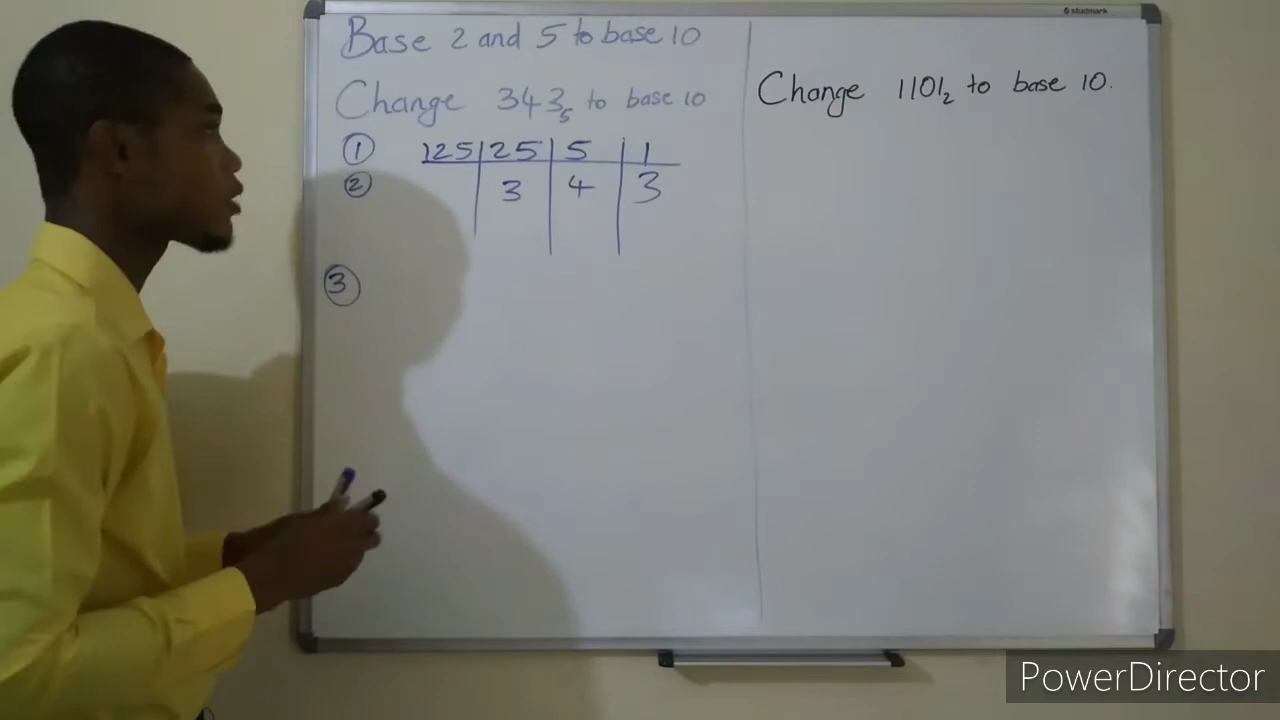 Base 2 and 5 to base 10
Change 343₅ to base 10
① 125 25 5 1
② 3 4 3
③
Change 1101₂ to base 10.
studmark
PowerDirector